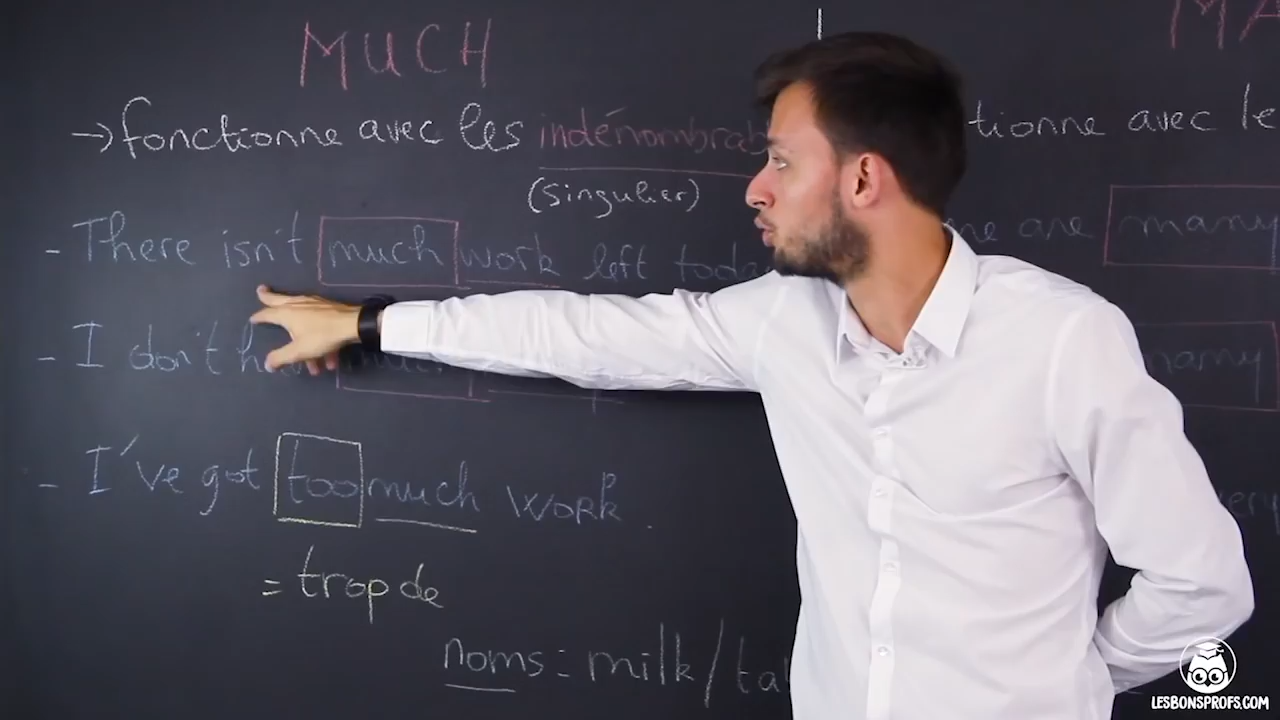 MUCH
MA
→ fonctionne avec les indénombrab
tionne avec le
(singulier)
- There isn't much work left toda
ne are many
- I don't
many
- I've got too much work.
very
= trop de
noms = milk / ta
LESBONSPROFS.COM